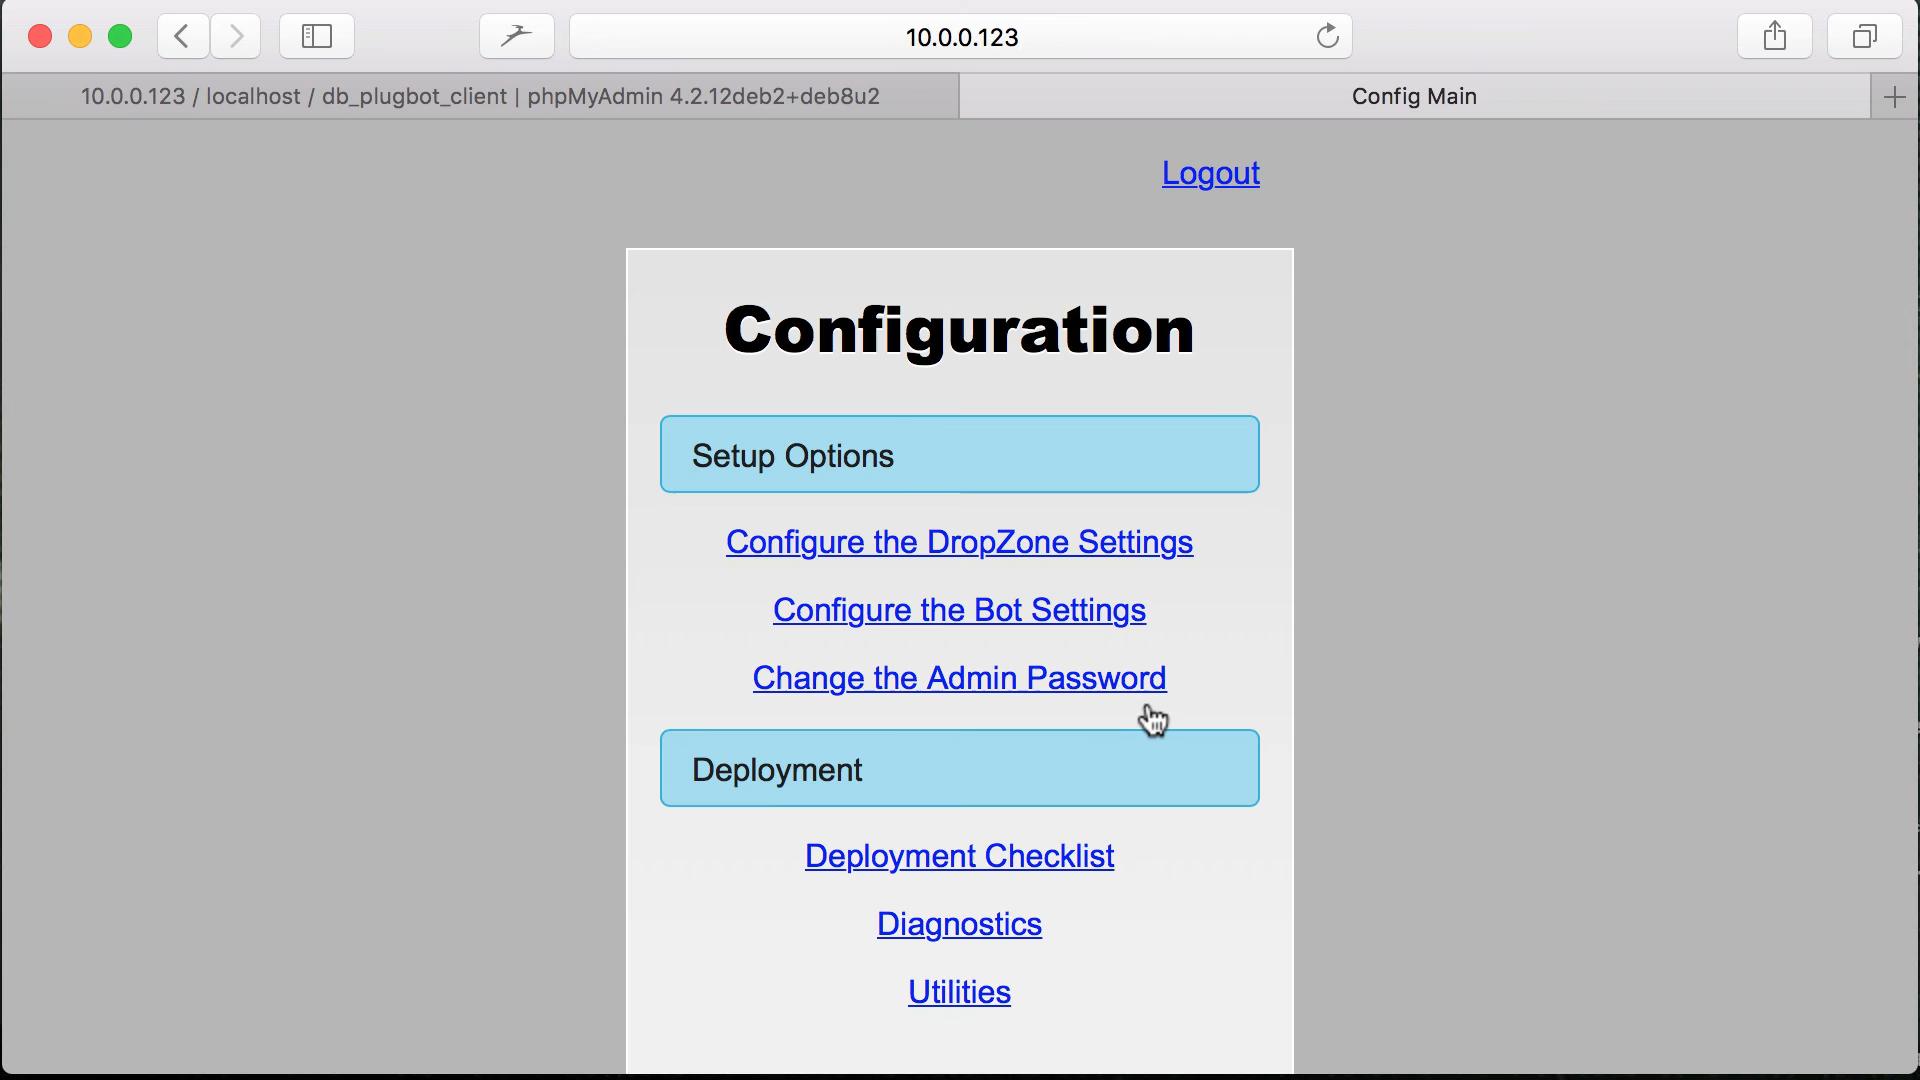 10.0.0.123
10.0.0.123 / localhost / db_plugbot_client | phpMyAdmin 4.2.12deb2+deb8u2
Config Main
Logout
Configuration
Setup Options
Configure the DropZone Settings
Configure the Bot Settings
Change the Admin Password
Deployment
Deployment Checklist
Diagnostics
Utilities